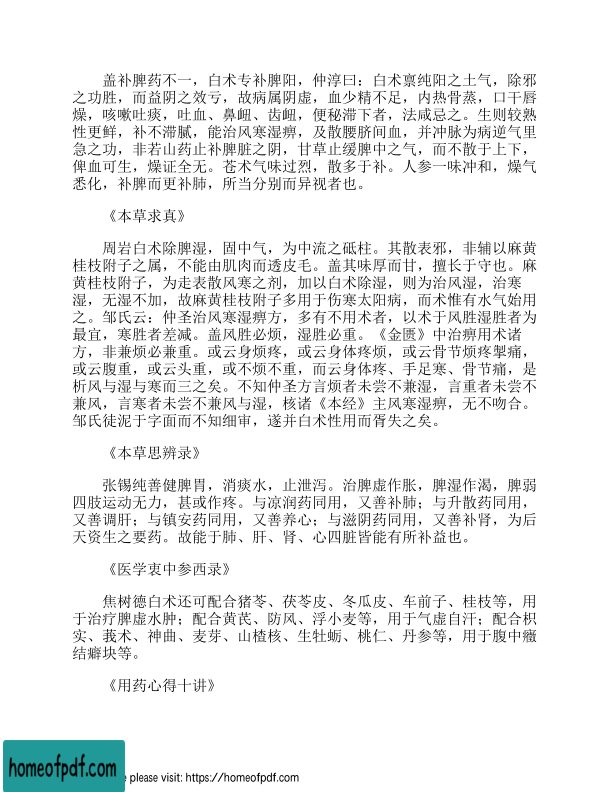 盖补脾药不一，白术专补脾阳，仲淳曰：白术禀纯阳之土气，除邪
之功胜，而益阴之效亏，故病属阴虚，血少精不足，内热骨蒸，口干唇
燥，咳嗽吐痰，吐血、鼻衄、齿衄，便秘滞下者，法咸忌之。生则较熟
性更鲜，补不滞腻，能治风寒湿痹，及散腰脐间血，并冲脉为病逆气里
急之功，非若山药止补脾脏之阴，甘草止缓脾中之气，而不散于上下，
俾血可生，燥证全无。苍术气味过烈，散多于补。人参一味冲和，燥气
悉化，补脾而更补肺，所当分别而异视者也。
《本草求真》
周岩白术除脾湿，固中气，为中流之砥柱。其散表邪，非辅以麻黄
桂枝附子之属，不能由肌肉而透皮毛。盖其味厚而甘，擅长于守也。麻
黄桂枝附子，为走表散风寒之剂，加以白术除湿，则为治风湿，治寒
湿，无湿不加，故麻黄桂枝附子多用于伤寒太阳病，而术惟有水气始用
之。邹氏云：仲圣治风寒湿痹方，多有不用术者，以术于风胜湿胜者为
最宜，寒胜者差减。盖风胜必烦，湿胜必重。《金匮》中治痹用术诸
方，非兼烦必兼重。或云身烦疼，或云身体疼烦，或云骨节烦疼掣痛，
或云腹重，或云头重，或不烦不重，而云身体疼、手足寒、骨节痛，是
析风与湿与寒而三之矣。不知仲圣方言烦者未尝不兼湿，言重者未尝不
兼风，言寒者未尝不兼风与湿，核诸《本经》主风寒湿痹，无不吻合。
邹氏徒泥于字面而不知细审，遂并白术性用而胥失之矣。
《本草思辨录》
张锡纯善健脾胃，消痰水，止泄泻。治脾虚作胀，脾湿作渴，脾弱
四肢运动无力，甚或作疼。与凉润药同用，又善补肺；与升散药同用，
又善调肝；与镇安药同用，又善养心；与滋阴药同用，又善补肾，为后
天资生之要药。故能于肺、肝、肾、心四脏皆能有所补益也。
《医学衷中参西录》
焦树德白术还可配合猪苓、茯苓皮、冬瓜皮、车前子、桂枝等，用
于治疗脾虚水肿；配合黄芪、防风、浮小麦等，用于气虚自汗；配合枳
实、莪术、神曲、麦芽、山楂核、生牡蛎、桃仁、丹参等，用于腹中癥
结癖块等。
《用药心得十讲》
homeofpdf.com
e please visit: https://homeofpdf.com